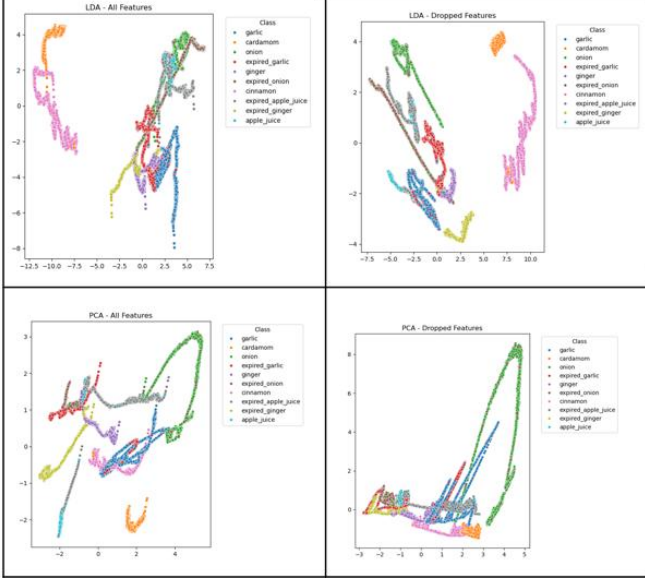 LDA - All Features
Class
garlic
cardamom
onion
expired_garlic
ginger
expired_onion
cinnamon
expired_apple_juice
expired_ginger
apple_juice
4
2
0
−2
−4
−6
−8
−12.5 −10.0 −7.5 −5.0 −2.5 0.0 2.5 5.0 7.5
LDA - Dropped Features
Class
garlic
cardamom
onion
expired_garlic
ginger
expired_onion
cinnamon
expired_apple_juice
expired_ginger
apple_juice
4
2
0
−2
−4
−7.5 −5.0 −2.5 0.0 2.5 5.0 7.5 10.0
PCA - All Features
Class
garlic
cardamom
onion
expired_garlic
ginger
expired_onion
cinnamon
expired_apple_juice
expired_ginger
apple_juice
3
2
1
0
−1
−2
−2 0 2 4
PCA - Dropped Features
Class
garlic
cardamom
onion
expired_garlic
ginger
expired_onion
cinnamon
expired_apple_juice
expired_ginger
apple_juice
8
6
4
2
0
−3 −2 −1 0 1 2 3 4 5